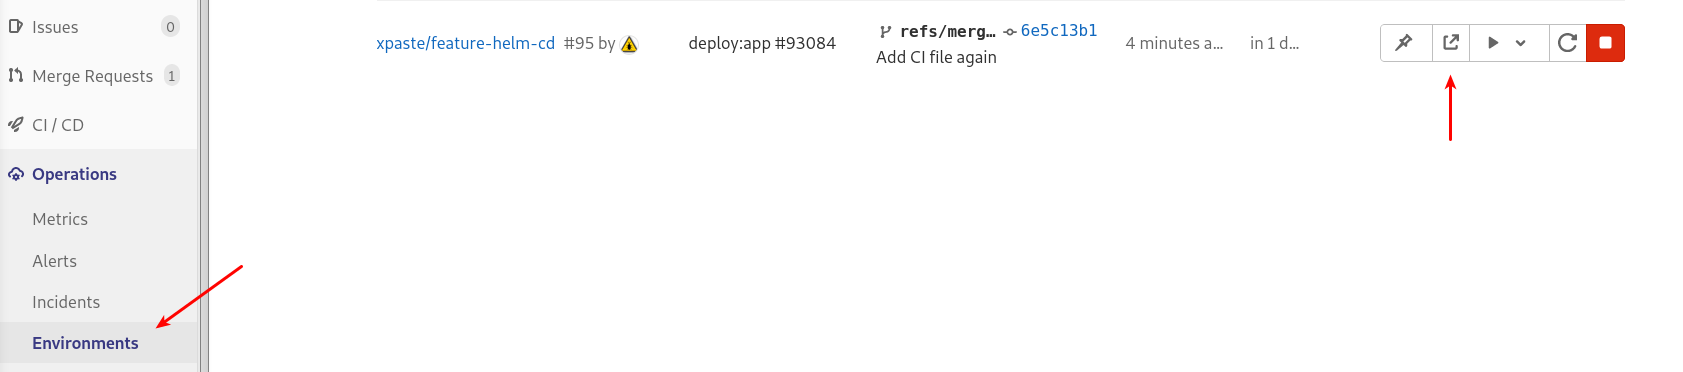 Issues 0
Merge Requests 1
CI / CD
Operations
Metrics
Alerts
Incidents
Environments
xpaste/feature-helm-cd #95 by
deploy:app #93084
refs/merg… 6e5c13b1
Add CI file again
4 minutes a…
in 1 d…